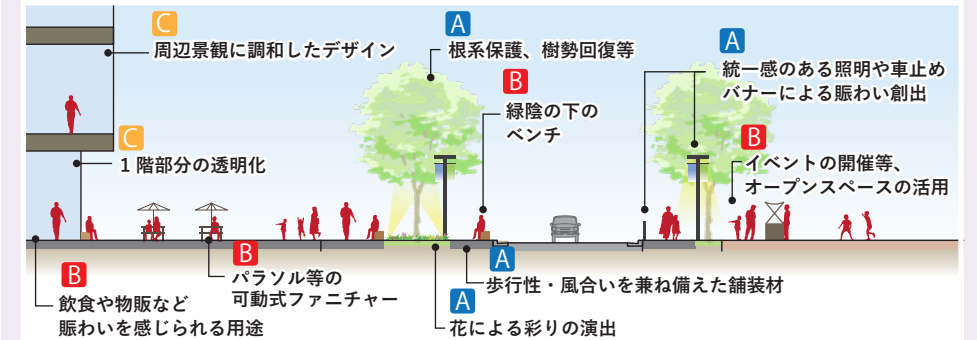 C
周辺景観に調和したデザイン
A
根系保護、樹勢回復等
A
統一感のある照明や車止め
バナーによる賑わい創出
B
緑陰の下の
ベンチ
C
1階部分の透明化
B
イベントの開催等、
オープンスペースの活用
B
飲食や物販など
賑わいを感じられる用途
B
パラソル等の
可動式ファニチャー
A
歩行性・風合いを兼ね備えた舗装材
A
花による彩りの演出